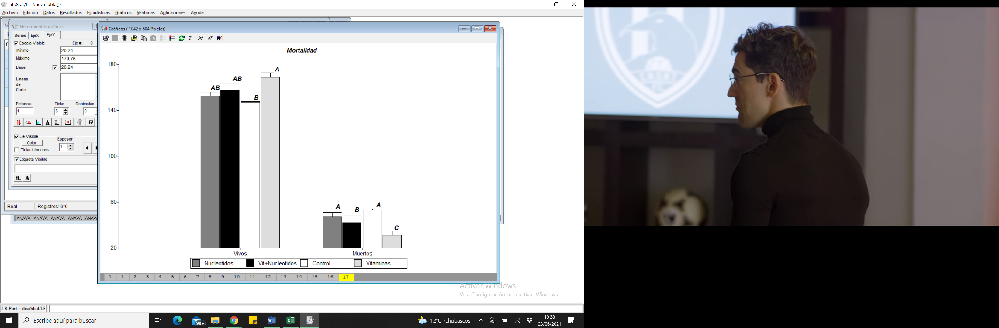 InfoStat/L - Nueva tabla_9
Archivo Edición Datos Resultados Estadísticas Gráficos Ventanas Aplicaciones Ayuda
Herramientas gráficas
Series EjeX EjeY
Escala Visible Eje #: 0
Mínimo 20,24
Máximo 179,76
Base 20,24
Líneas
de
Corte
Potencia Ticks Decimales
1 5 0
A 1.E2
Eje Visible Espesor
Color 1
Ticks interiores
Etiqueta Visible
A
Real Registros: 6*6
ANAVA ANAVA ANAVA ANAVA ANAVA
Gráficos ( 1042 x 604 Pixeles)
T A A
Mortalidad
180
140
100
60
20
AB AB B A
A B A C
Vivos Muertos
Nucleotidos Vit+Nucleotidos Control Vitaminas
0 1 2 3 4 5 6 7 8 9 10 11 12 13 14 15 16 17
Activar Windows
Ve a Configuración para activar Windows.
Port = disabled/LF
Escribe aquí para buscar
99+
12°C Chubascos
19:28
23/06/2021